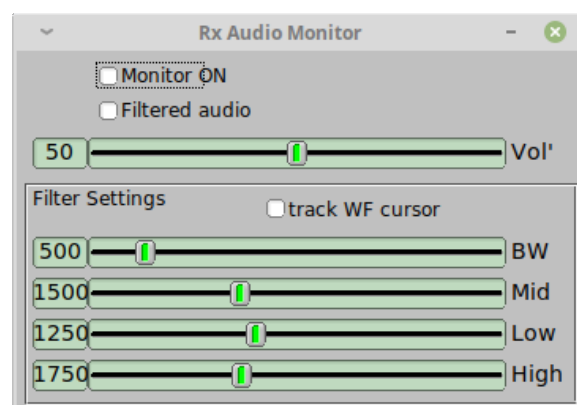 Rx Audio Monitor
Monitor ON
Filtered audio
50 Vol'
Filter Settings track WF cursor
500 BW
1500 Mid
1250 Low
1750 High